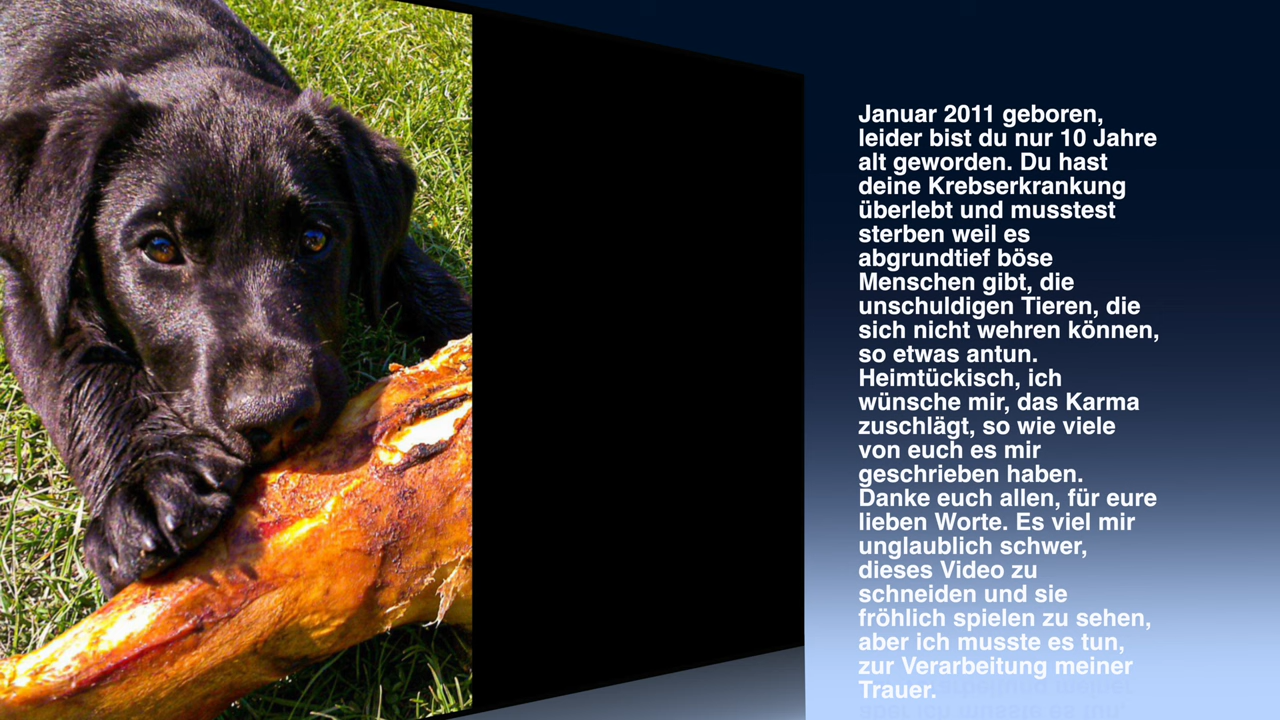 Januar 2011 geboren,
leider bist du nur 10 Jahre
alt geworden. Du hast
deine Krebserkrankung
überlebt und musstest
sterben weil es
abgrundtief böse
Menschen gibt, die
unschuldigen Tieren, die
sich nicht wehren können,
so etwas antun.
Heimtückisch, ich
wünsche mir, das Karma
zuschlägt, so wie viele
von euch es mir
geschrieben haben.
Danke euch allen, für eure
lieben Worte. Es viel mir
unglaublich schwer,
dieses Video zu
schneiden und sie
fröhlich spielen zu sehen,
aber ich musste es tun,
zur Verarbeitung meiner
Trauer.